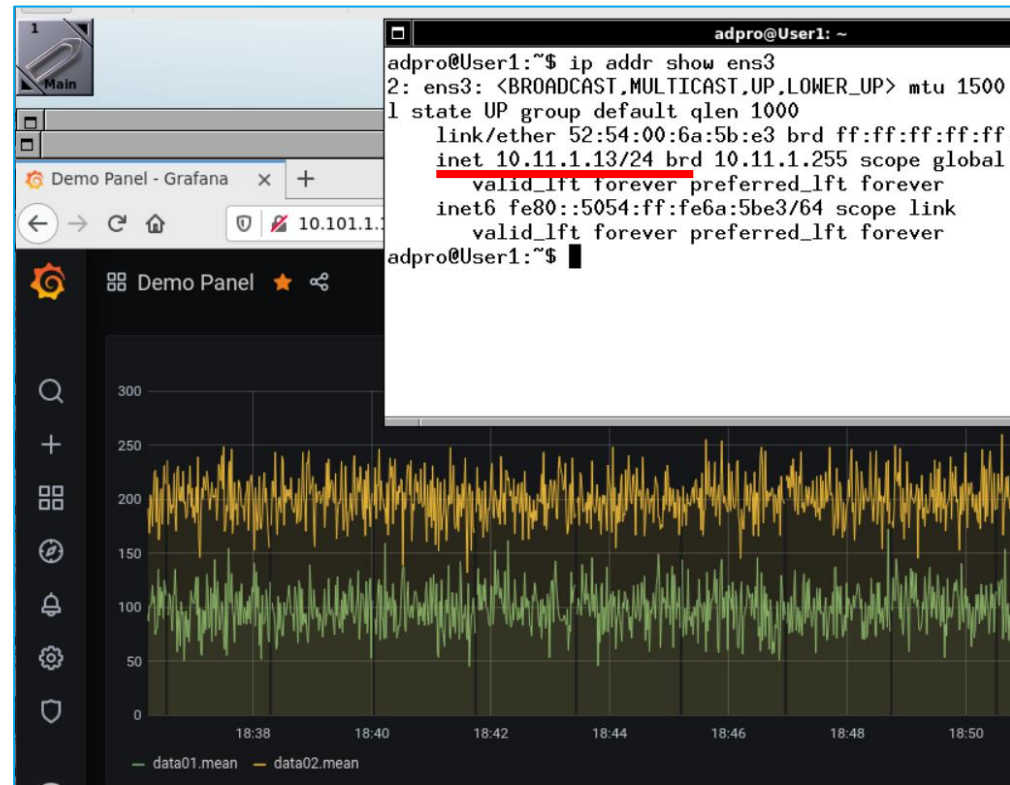 1
Main
adpro@User1: ~
adpro@User1:~$ ip addr show ens3
2: ens3: <BROADCAST,MULTICAST,UP,LOWER_UP> mtu 1500
l state UP group default qlen 1000
link/ether 52:54:00:6a:5b:e3 brd ff:ff:ff:ff:ff
inet 10.11.1.13/24 brd 10.11.1.255 scope global
valid_lft forever preferred_lft forever
inet6 fe80::5054:ff:fe6a:5be3/64 scope link
valid_lft forever preferred_lft forever
adpro@User1:~$
Demo Panel - Grafana
10.101.1.
Demo Panel
300
250
200
150
100
50
0
18:38 18:40 18:42 18:44 18:46 18:48 18:50
data01.mean data02.mean